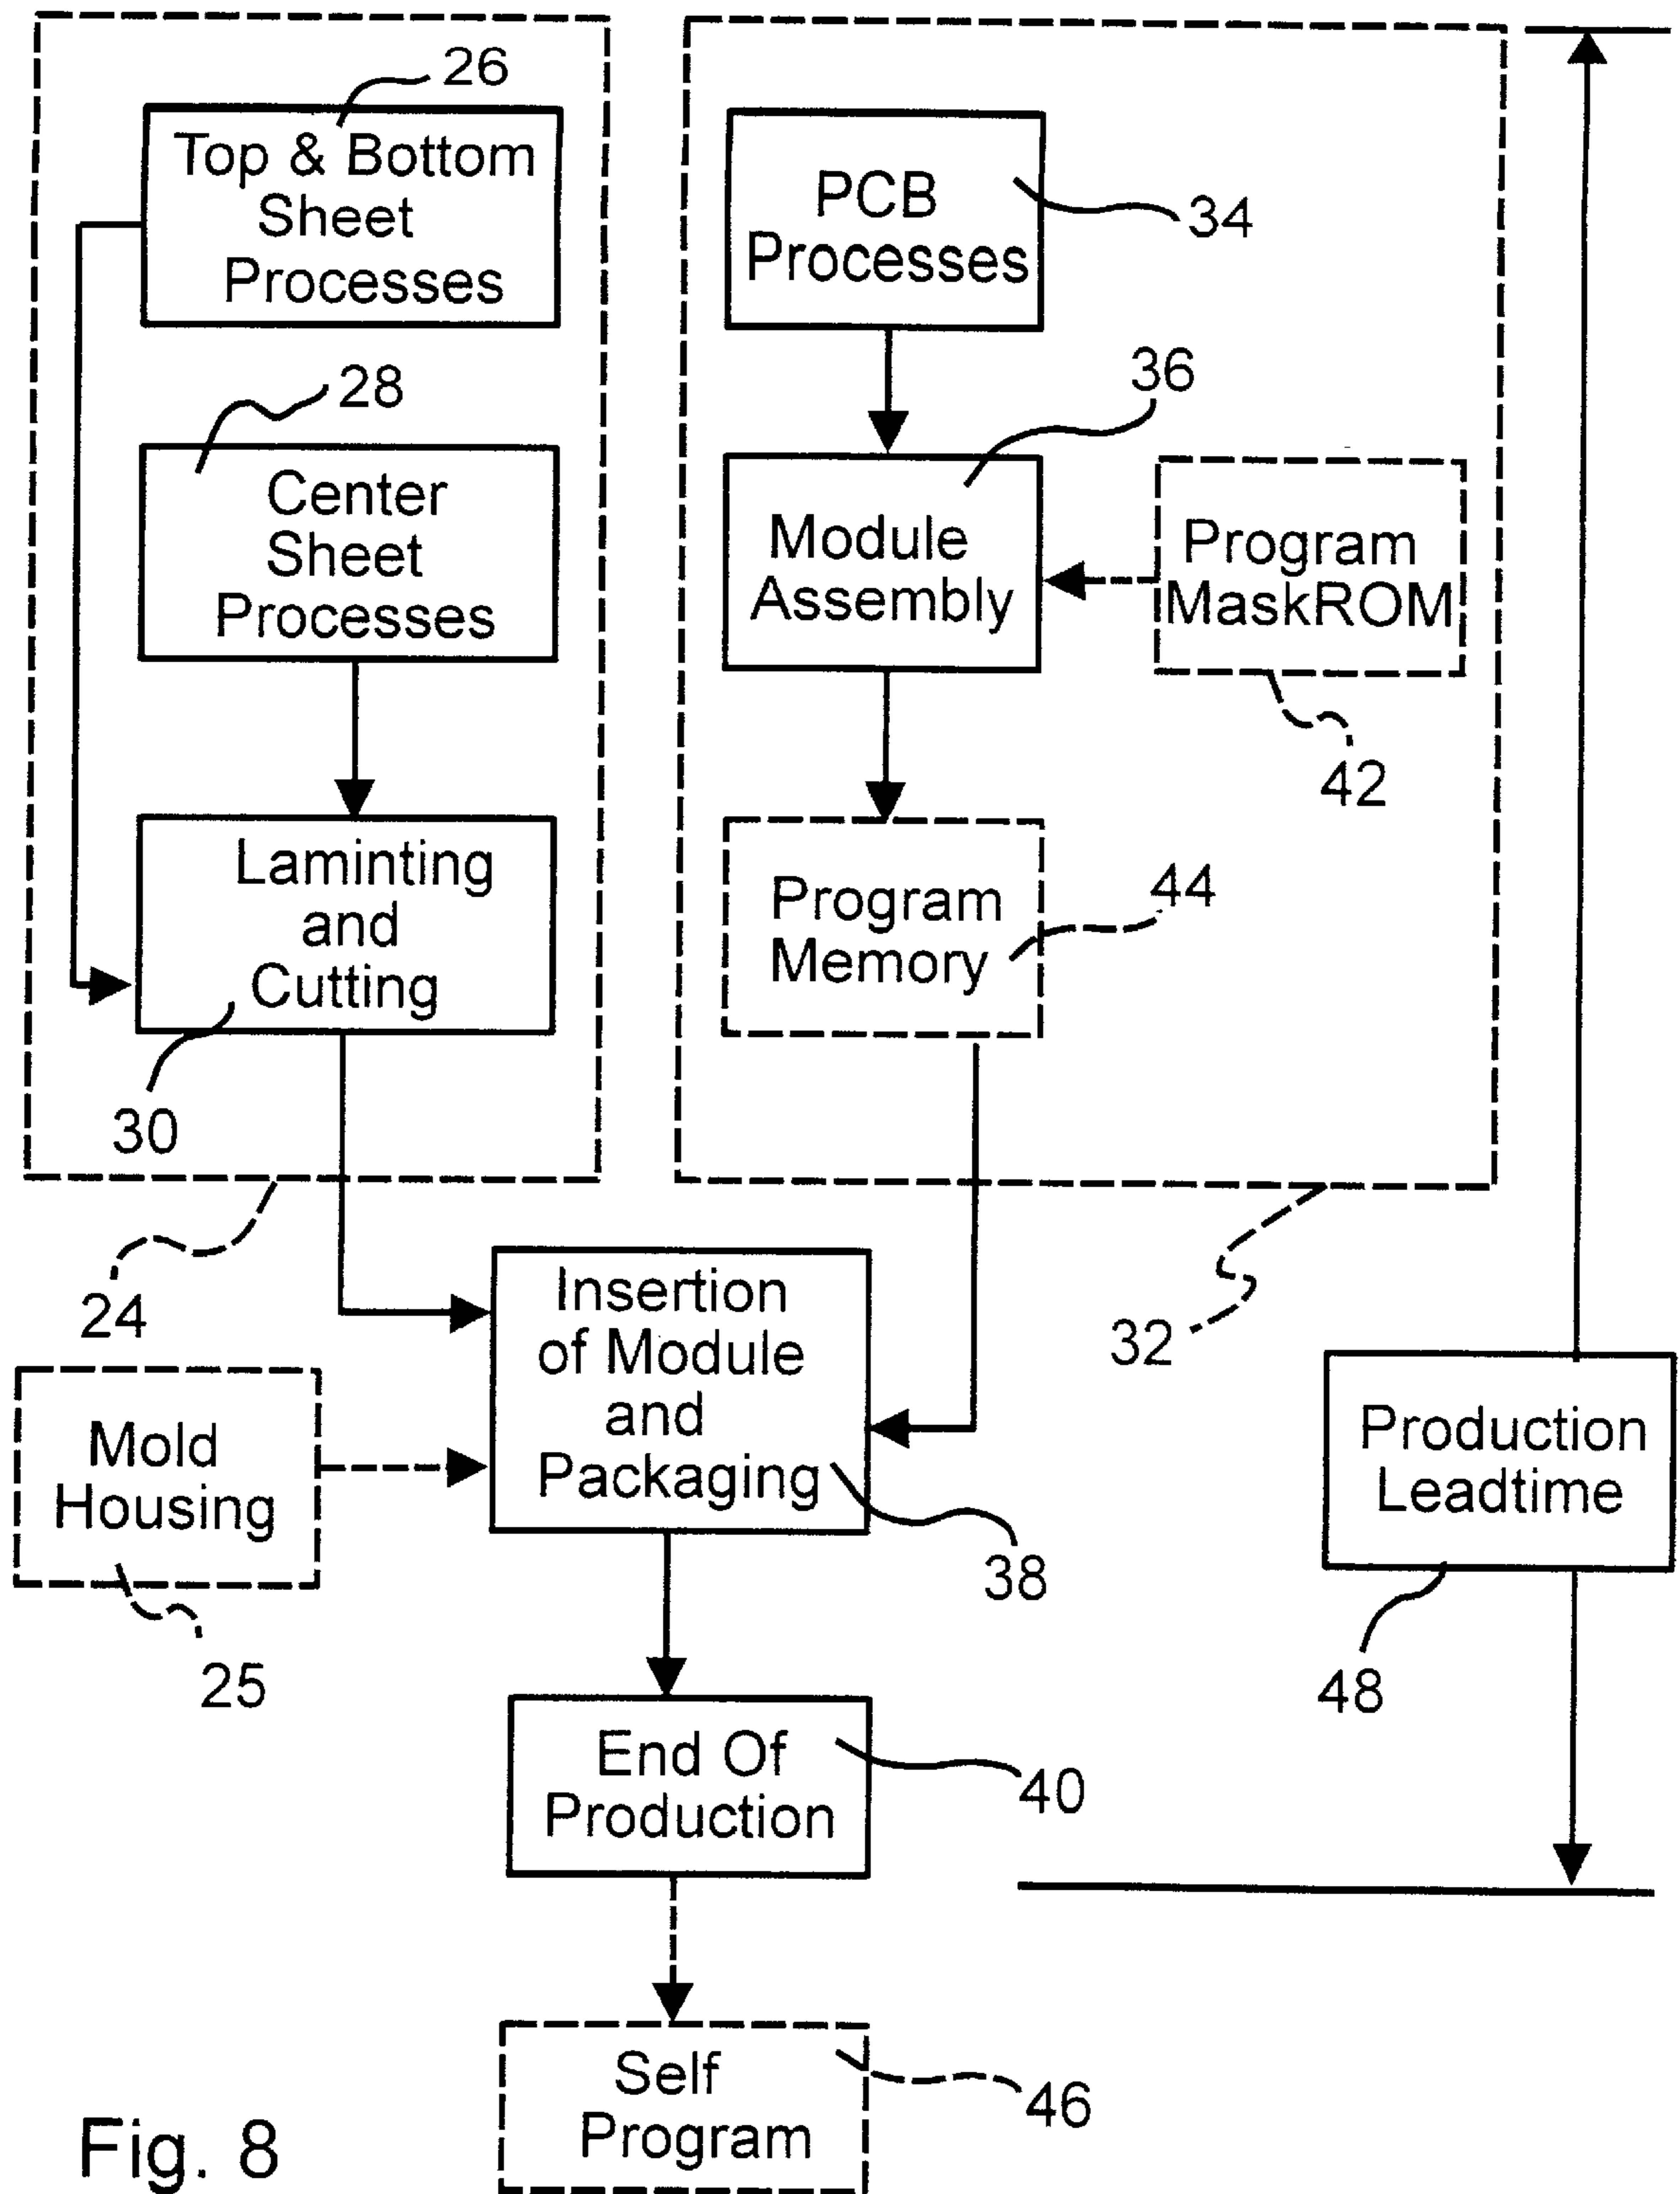 26
Top & Bottom
Sheet
Processes
28
Center
Sheet
Processes
Laminting
and
Cutting
30
24
PCB
Processes
34
36
Module
Assembly
Program
MaskROM
42
Program
Memory
44
32
Mold
Housing
25
Insertion
of Module
and
Packaging
38
Production
Leadtime
48
End Of
Production
40
Self
Program
46
Fig. 8